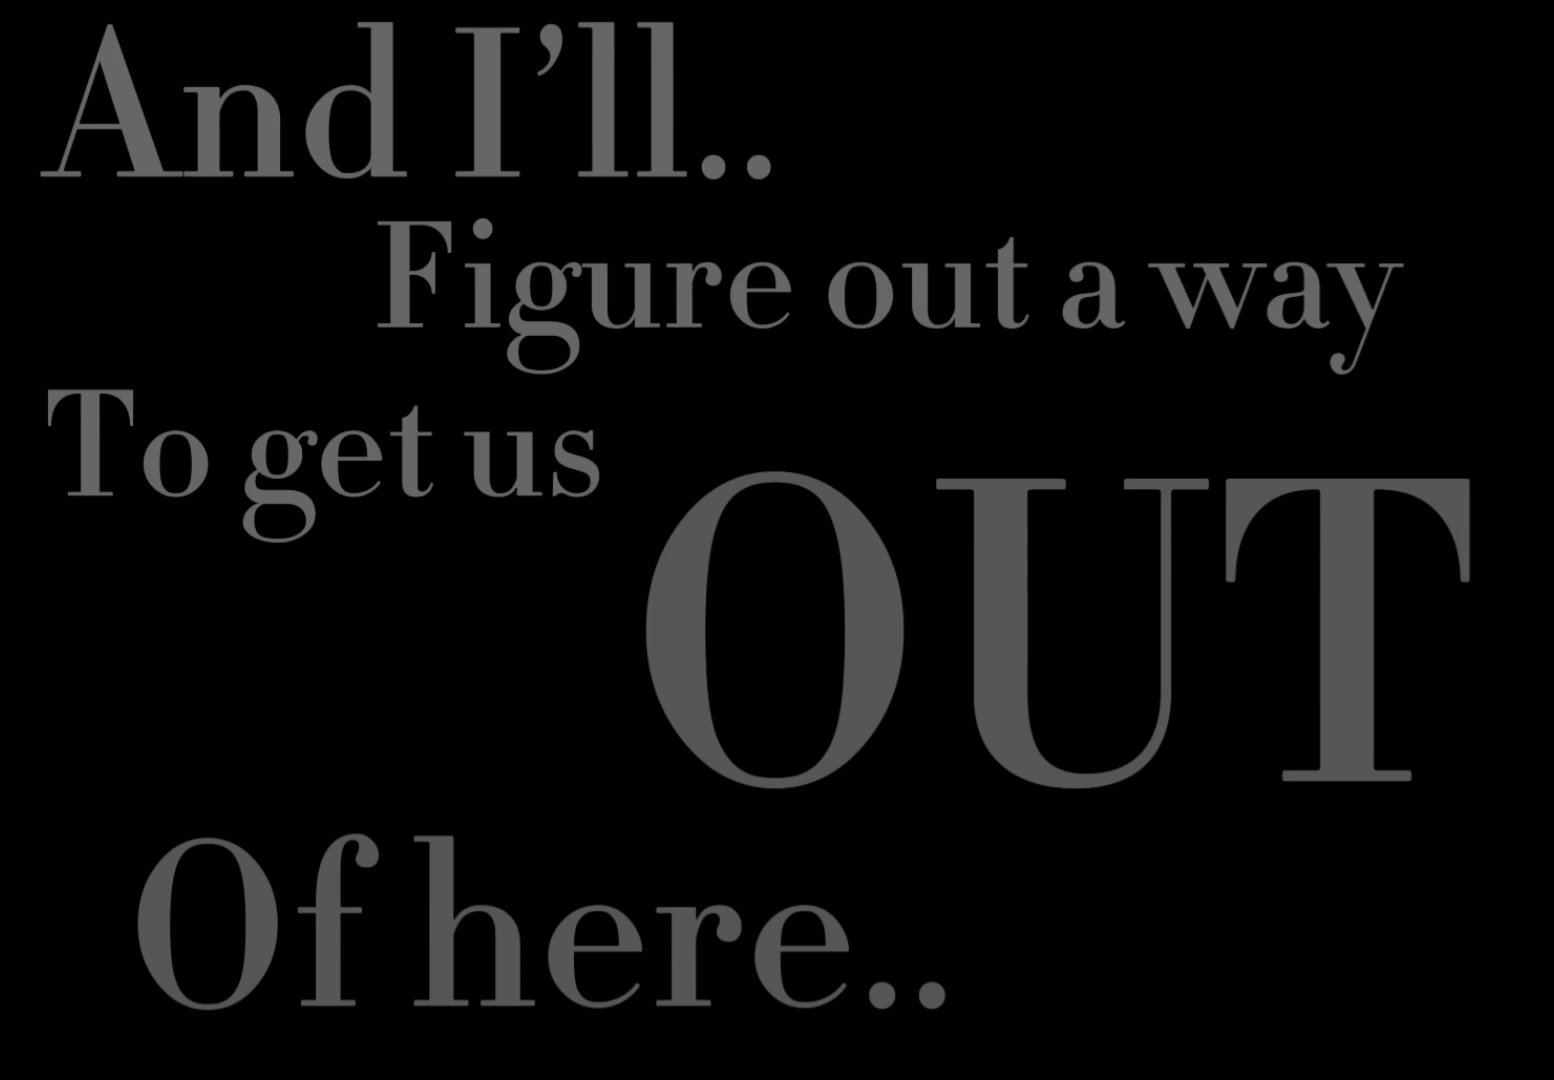 And I’ll..
Figure out a way
To get us
OUT
Of here..